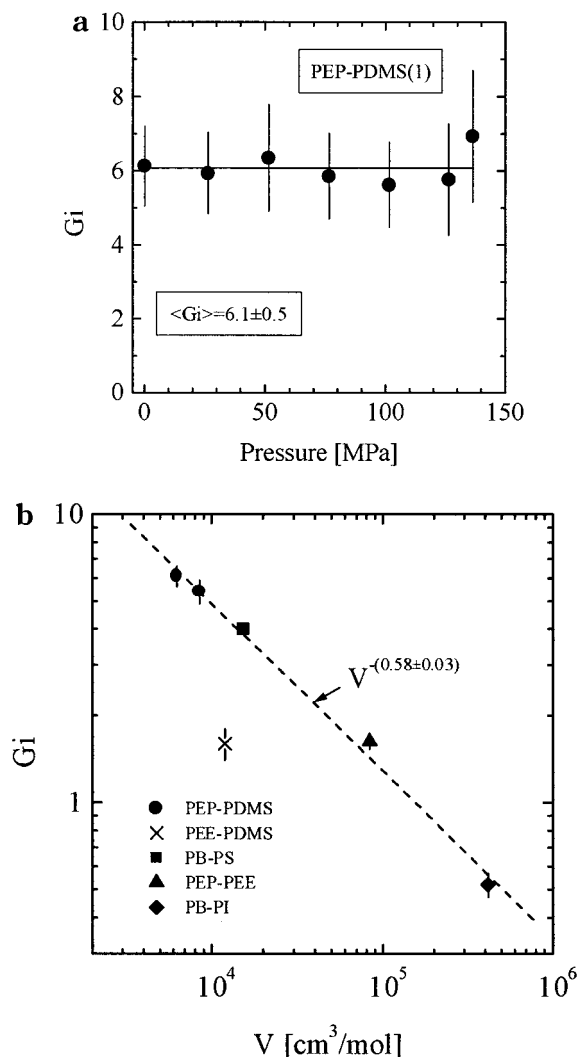 a
10
8
6
4
2
0
Gi
PEP-PDMS(1)
<Gi>=6.1±0.5
0 50 100 150
Pressure [MPa]
b
10
1
Gi
V^-(0.58±0.03)
PEP-PDMS
PEE-PDMS
PB-PS
PEP-PEE
PB-PI
10^4 10^5 10^6
V [cm^3/mol]